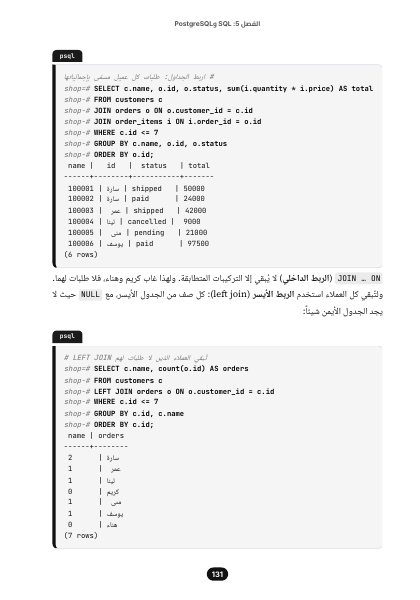 الفصل 5: SQL وPostgreSQL
psql
# اربط الجداول: طلبات كل عميل مسمّى بإجمالياتها
shop=# SELECT c.name, o.id, o.status, sum(i.quantity * i.price) AS total
shop-# FROM customers c
shop-# JOIN orders o ON o.customer_id = c.id
shop-# JOIN order_items i ON i.order_id = o.id
shop-# WHERE c.id <= 7
shop-# GROUP BY c.name, o.id, o.status
shop-# ORDER BY o.id;
name | id | status | total
------+--------+-----------+-------
100001 | سارة | shipped | 50000
100002 | سارة | paid | 24000
100003 | عمر | shipped | 42000
100004 | لينا | cancelled | 9000
100005 | منى | pending | 21000
100006 | يوسف | paid | 97500
(6 rows)
JOIN … ON (الربط الداخلي) لا يُبقي إلا التركيبات المتطابقة. ولهذا غاب كريم وهناء، فلا طلبات لهما.
ولتُبقي كل العملاء استخدم الربط الأيسر (left join): كل صف من الجدول الأيسر، مع NULL حيث لا
يجد الجدول الأيمن شيئاً:
psql
# LEFT JOIN تُبقي العملاء الذين لا طلبات لهم
shop=# SELECT c.name, count(o.id) AS orders
shop-# FROM customers c
shop-# LEFT JOIN orders o ON o.customer_id = c.id
shop-# WHERE c.id <= 7
shop-# GROUP BY c.id, c.name
shop-# ORDER BY c.id;
name | orders
------+--------
2 | سارة
1 | عمر
1 | لينا
0 | كريم
1 | منى
1 | يوسف
0 | هناء
(7 rows)
131